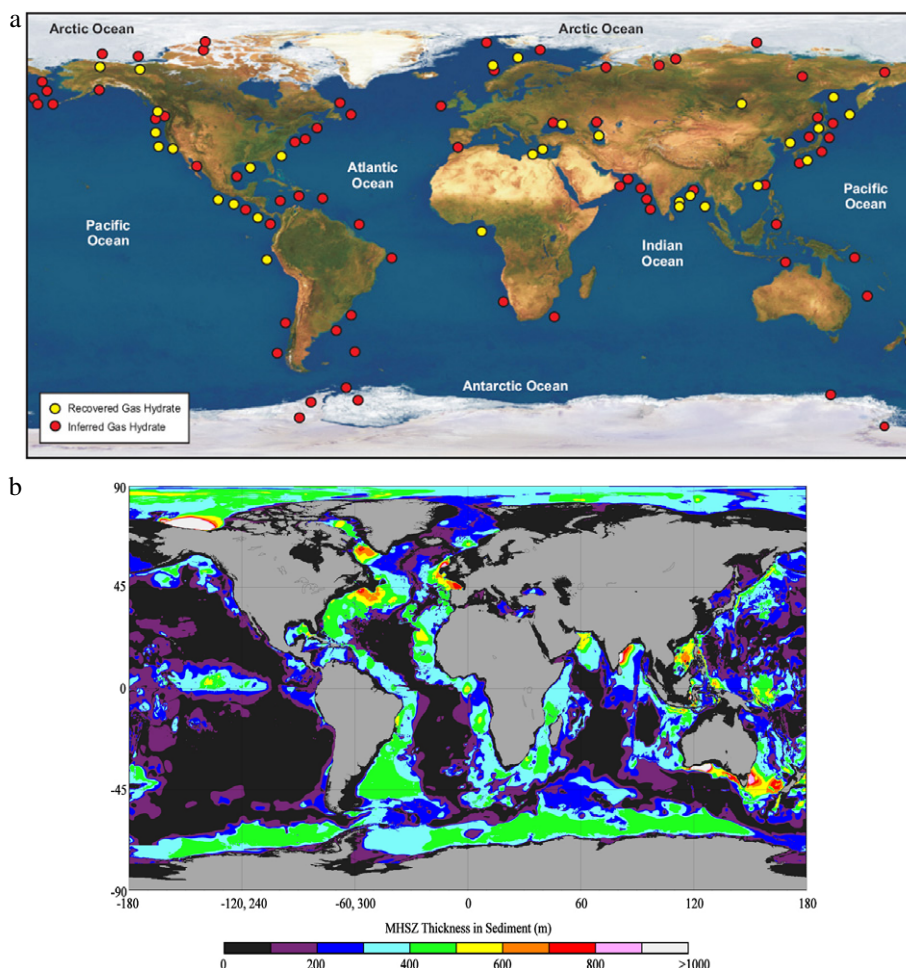 a
Arctic Ocean
Arctic Ocean
Atlantic
Ocean
Pacific
Ocean
Pacific
Ocean
Indian
Ocean
Antarctic Ocean
Recovered Gas Hydrate
Inferred Gas Hydrate
b
90
45
0
-45
-90
-180
-120, 240
-60, 300
0
60
120
180
MHSZ Thickness in Sediment (m)
0
200
400
600
800
>1000